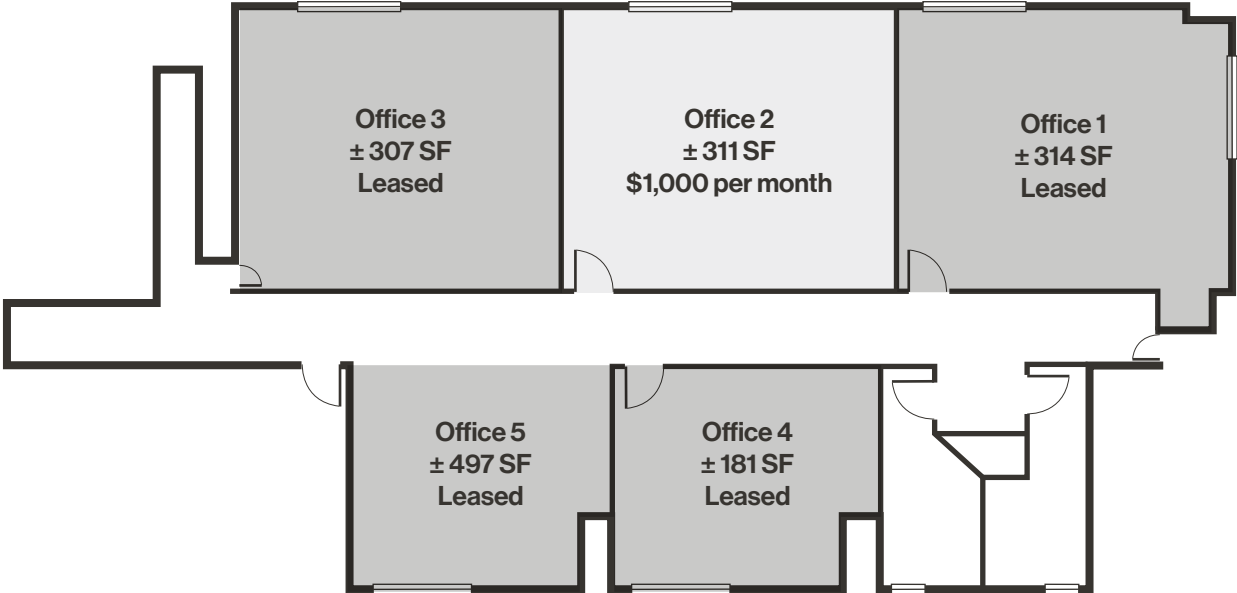 Office 3
± 307 SF
Leased
Office 2
± 311 SF
$1,000 per month
Office 1
± 314 SF
Leased
Office 5
± 497 SF
Leased
Office 4
± 181 SF
Leased